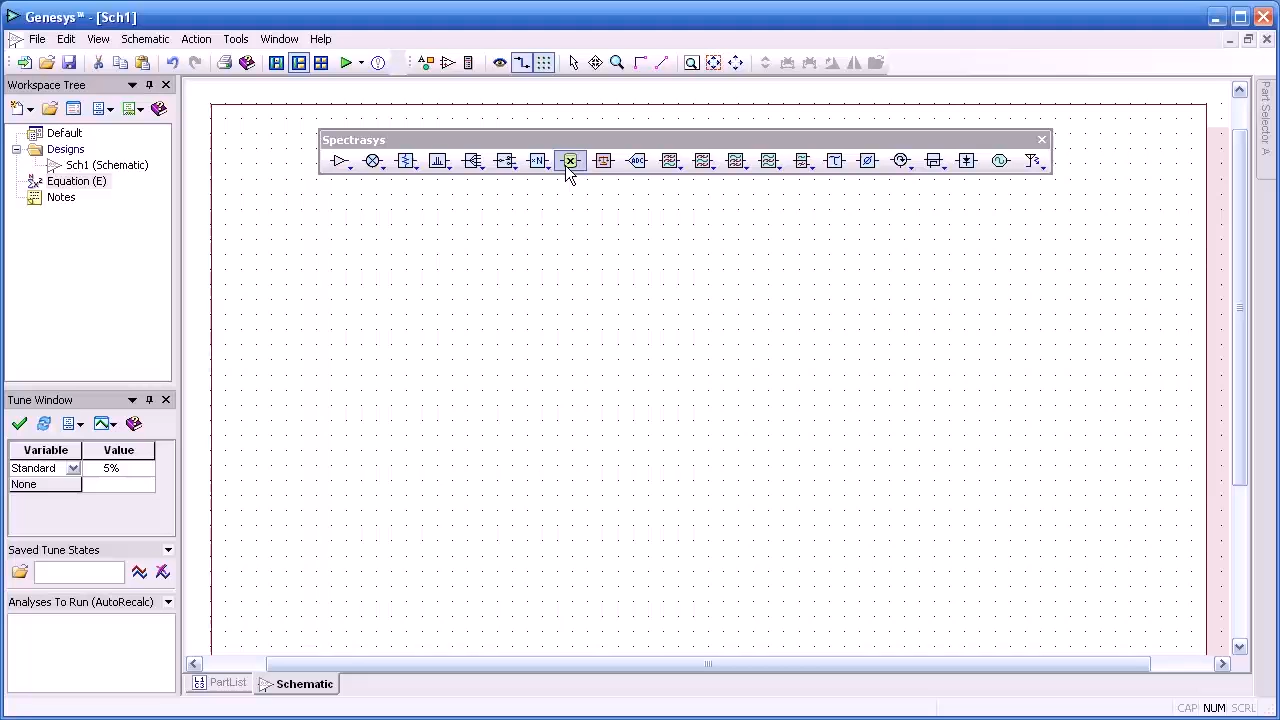 Genesys™ - [Sch1]
File Edit View Schematic Action Tools Window Help
Workspace Tree
Default
Designs
Sch1 (Schematic)
Equation (E)
Notes
Spectrasys
ABC
Part Selector A
Tune Window
Variable Value
Standard 5%
None
Saved Tune States
Analyses To Run (AutoRecalc)
PartList Schematic
CAP NUM SCRL